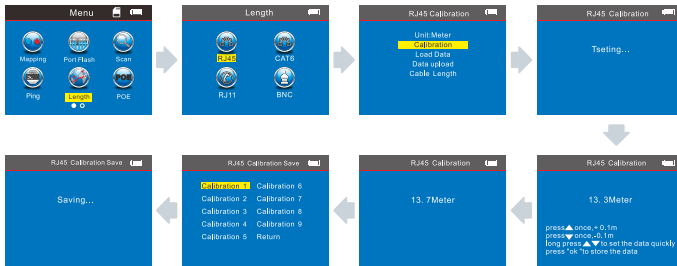 Menu
Mapping Port Flash Scan
Ping Length POE
Length
RJ45 CAT6
RJ11 BNC
RJ45 Calibration
Unit:Meter
Calibration
Load Data
Data upload
Cable Length
RJ45 Calibration
Tseting...
RJ45 Calibration
13. 3Meter
press▲once,+0.1m
press▼once,-0.1m
long press▲▼to set the data quickly
press "ok "to store the data
RJ45 Calibration
13. 7Meter
RJ45 Calibration Save
Calibration 1 Calibration 6
Calibration 2 Calibration 7
Calibration 3 Calibration 8
Calibration 4 Calibration 9
Calibration 5 Return
RJ45 Calibration Save
Saving...